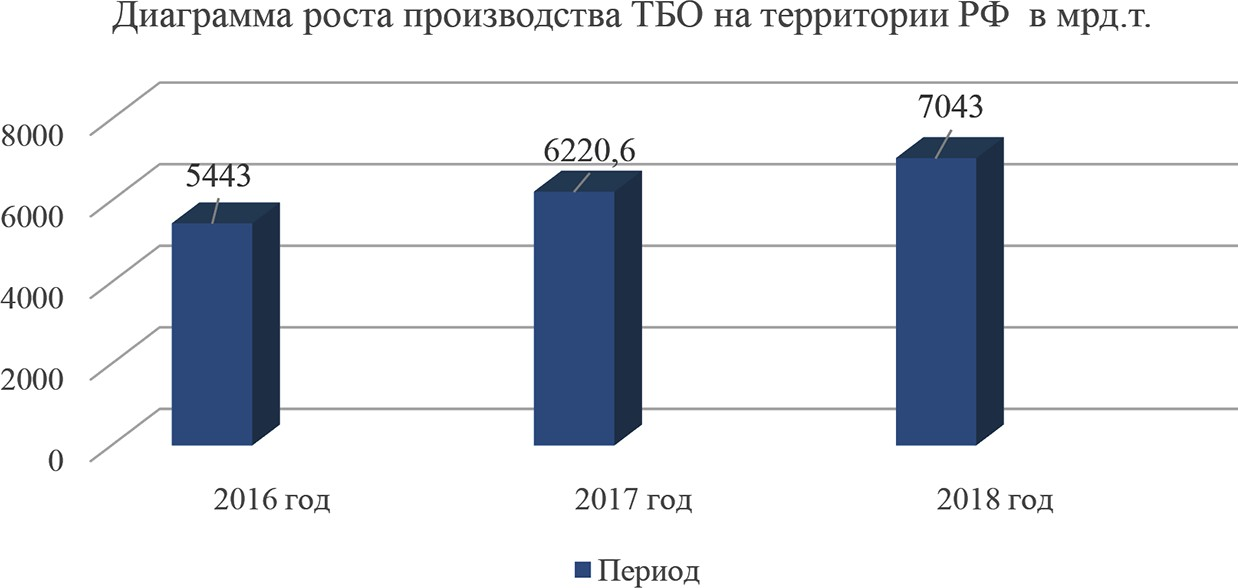 Диаграмма роста производства ТБО на территории РФ в мрд.т.
8000
6000
4000
2000
0
5443
6220,6
7043
2016 год
2017 год
2018 год
Период